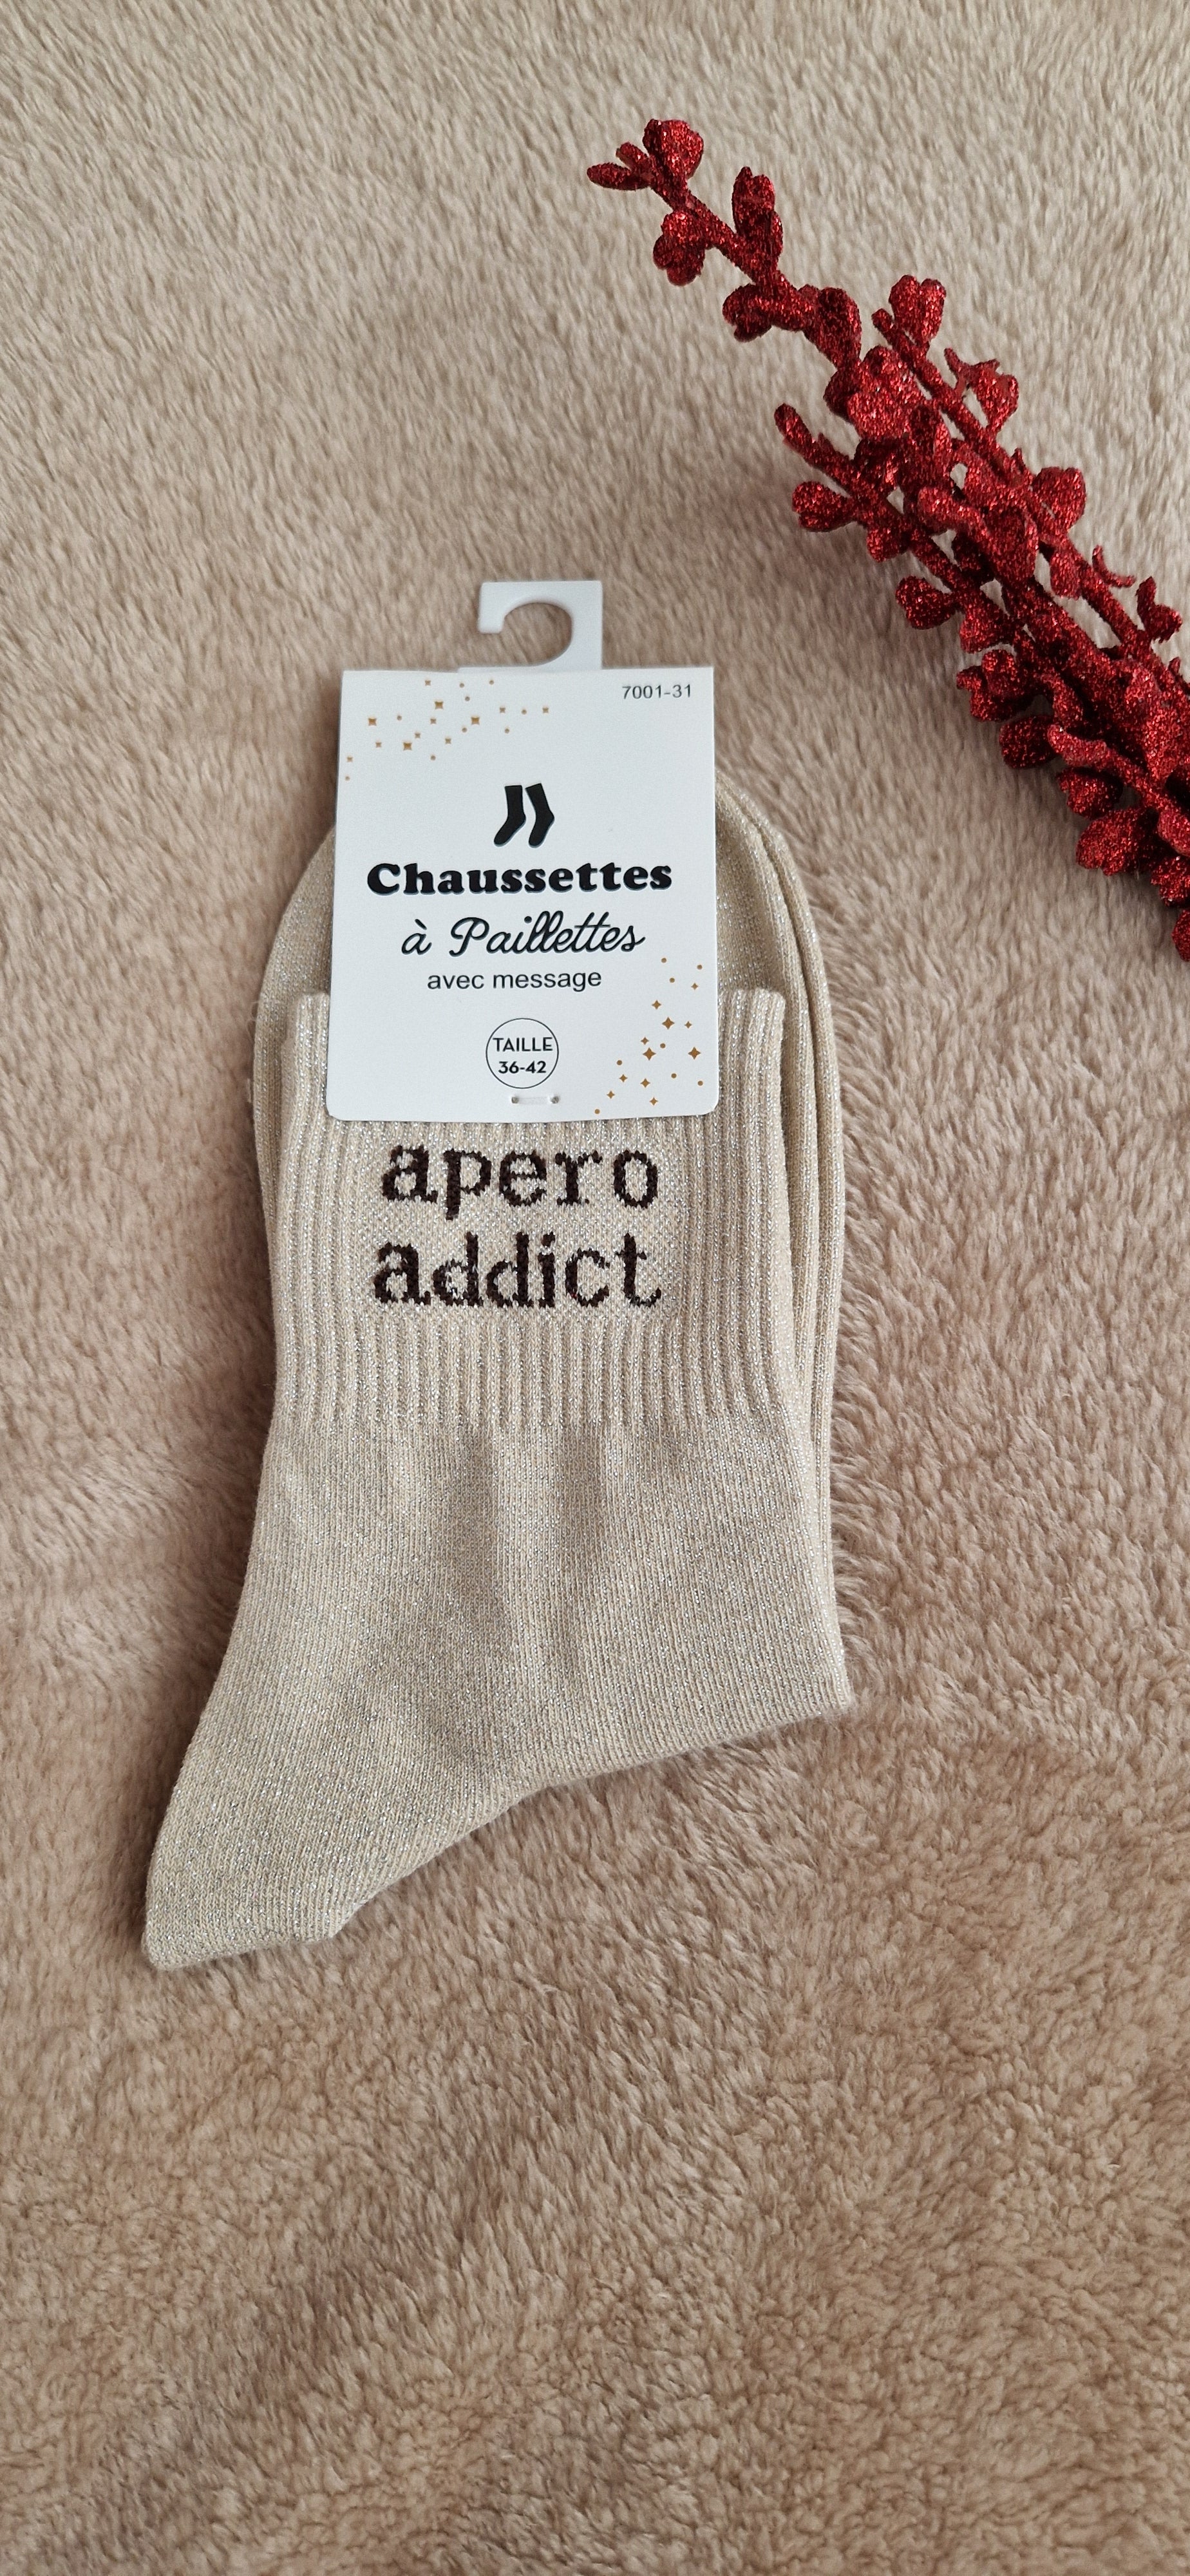 7001-31
Chaussettes
à Paillettes
avec message
TAILLE
36-42
apero
addict